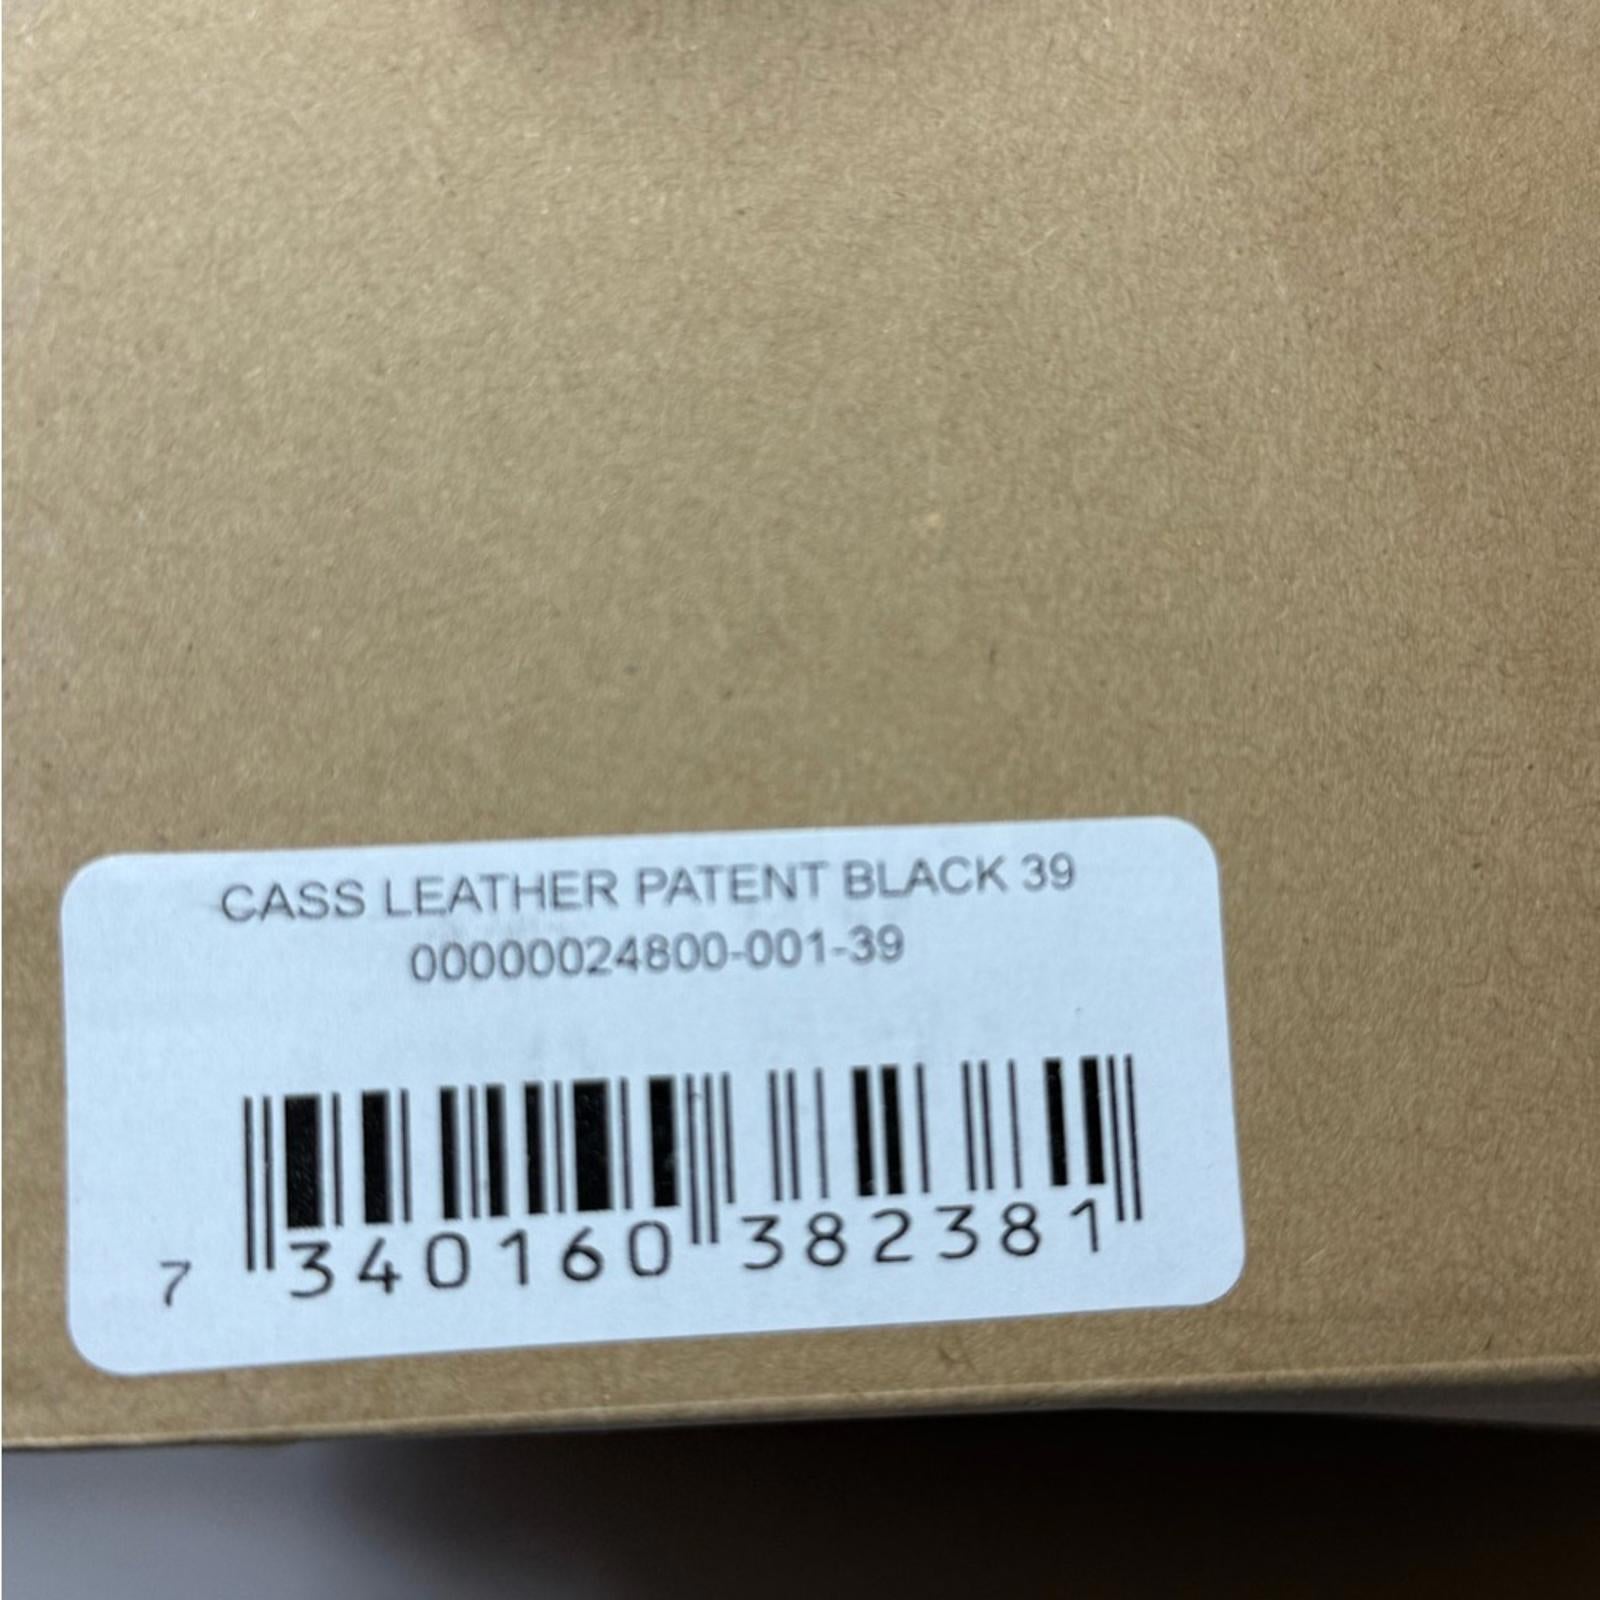 CASS LEATHER PATENT BLACK 39
00000024800-001-39
7 340160 382381